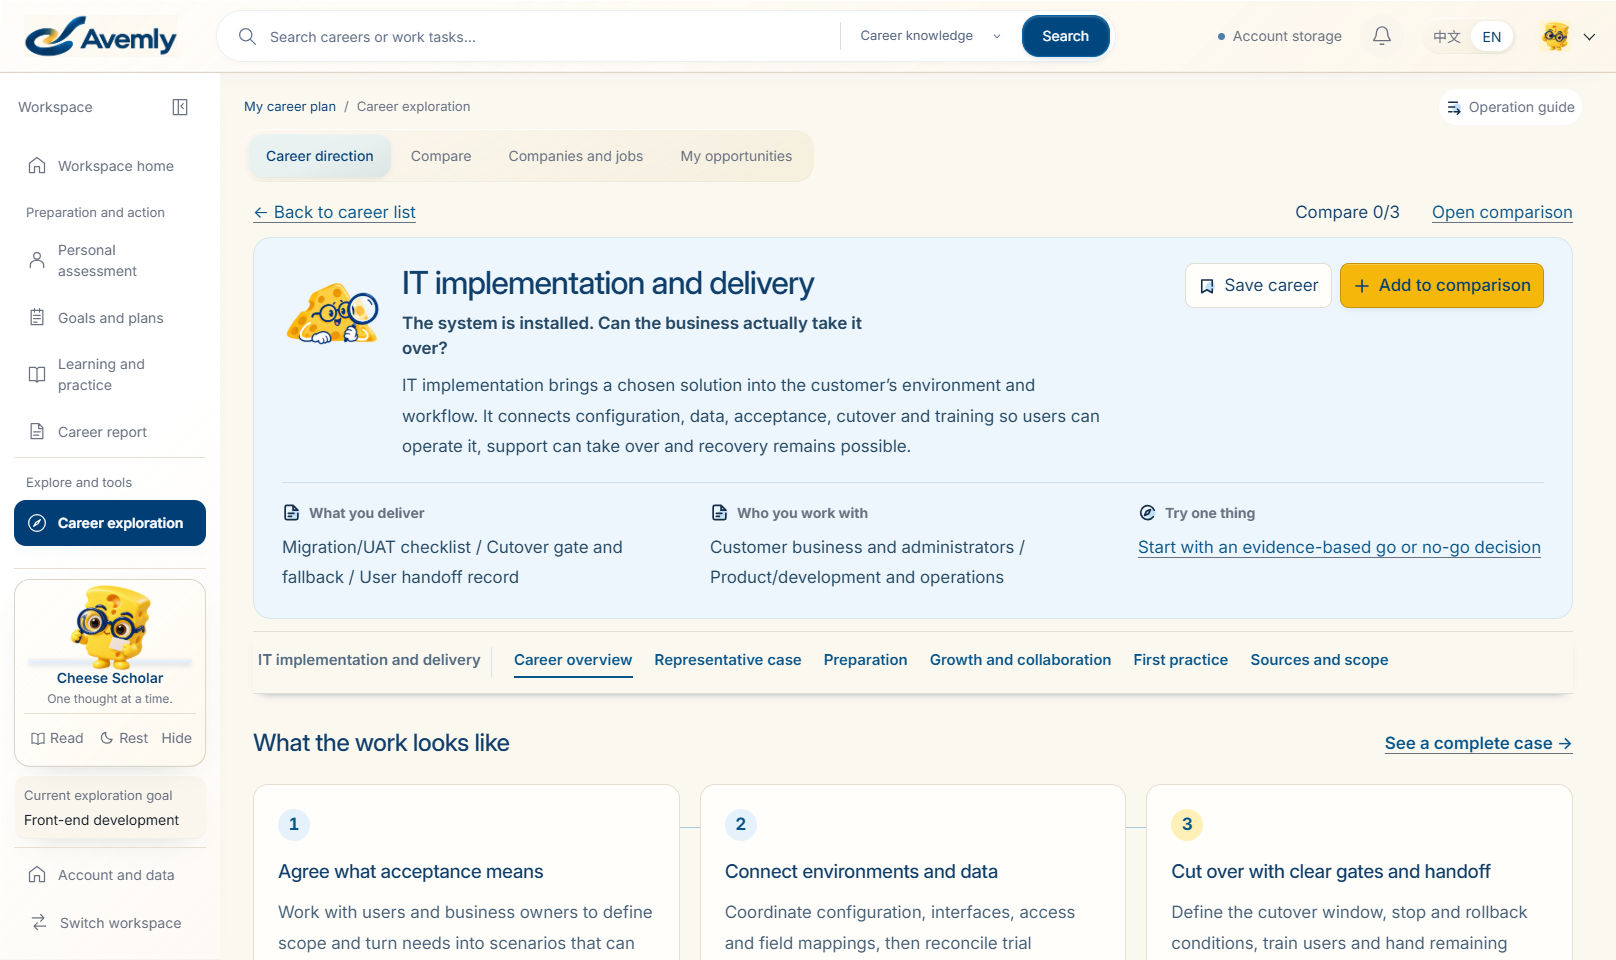 Avemly
Search careers or work tasks...
Career knowledge
Search
Account storage
中文
EN
Workspace
Workspace home
Preparation and action
Personal
assessment
Goals and plans
Learning and
practice
Career report
Explore and tools
Career exploration
Cheese Scholar
One thought at a time.
Read
Rest
Hide
Current exploration goal
Front-end development
Account and data
Switch workspace
My career plan / Career exploration
Operation guide
Career direction
Compare
Companies and jobs
My opportunities
← Back to career list
Compare 0/3
Open comparison
IT implementation and delivery
The system is installed. Can the business actually take it
over?
IT implementation brings a chosen solution into the customer’s environment and
workflow. It connects configuration, data, acceptance, cutover and training so users can
operate it, support can take over and recovery remains possible.
Save career
+ Add to comparison
What you deliver
Migration/UAT checklist / Cutover gate and
fallback / User handoff record
Who you work with
Customer business and administrators /
Product/development and operations
Try one thing
Start with an evidence-based go or no-go decision
IT implementation and delivery
Career overview
Representative case
Preparation
Growth and collaboration
First practice
Sources and scope
What the work looks like
See a complete case →
1
Agree what acceptance means
Work with users and business owners to define
scope and turn needs into scenarios that can
2
Connect environments and data
Coordinate configuration, interfaces, access
and field mappings, then reconcile trial
3
Cut over with clear gates and handoff
Define the cutover window, stop and rollback
conditions, train users and hand remaining